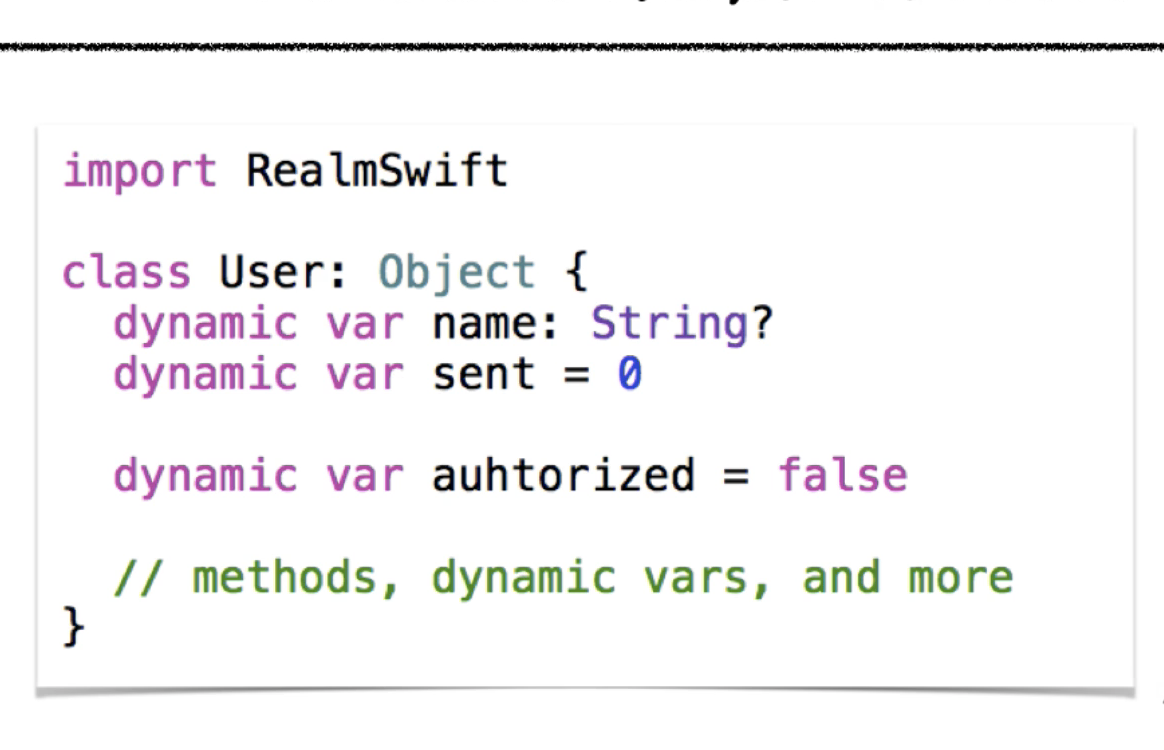 import RealmSwift
class User: Object {
dynamic var name: String?
dynamic var sent = 0
dynamic var auhtorized = false
// methods, dynamic vars, and more
}